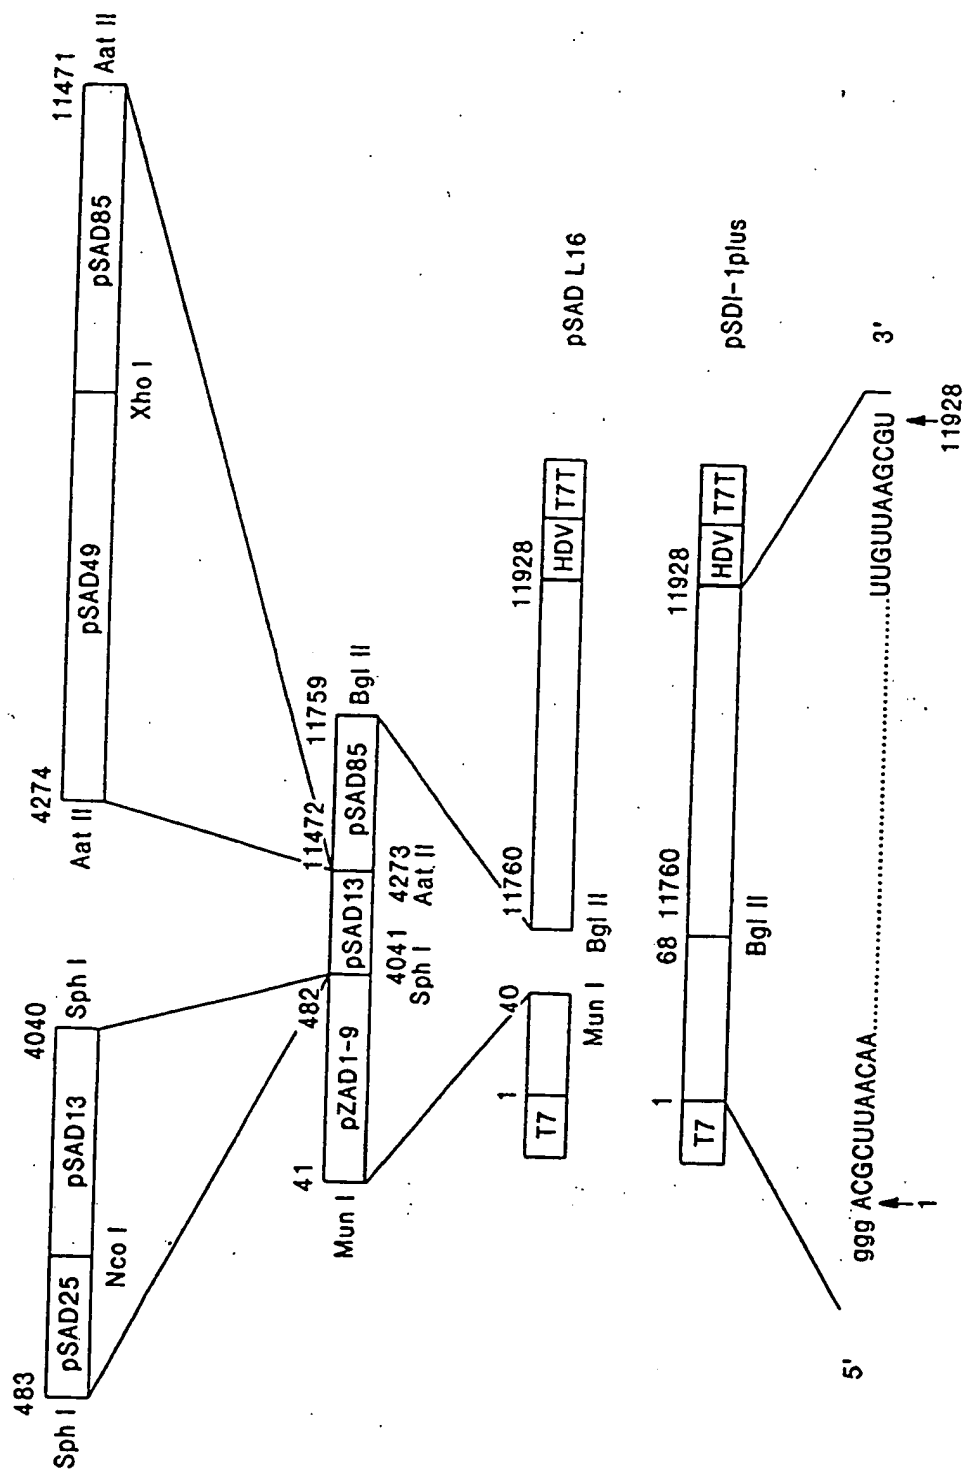 483 4040 4274 11471
Sph I pSAD25 pSAD13 Sph I Aat II pSAD49 pSAD85 Aat II
Nco I Xho I
41 482 11472 11759
Mun I pZAD1-9 pSAD13 pSAD85 Bgl II
4041 4273
Sph I Aat II
1 40 11760 11928
T7 HDV T7T pSAD L16
Mun I Bgl II
1 68 11760 11928
T7 HDV T7T pSDI-1plus
Bgl II
5' ggg ACGCUUAACAA UUGUUAAGCGU 3'
1 11928